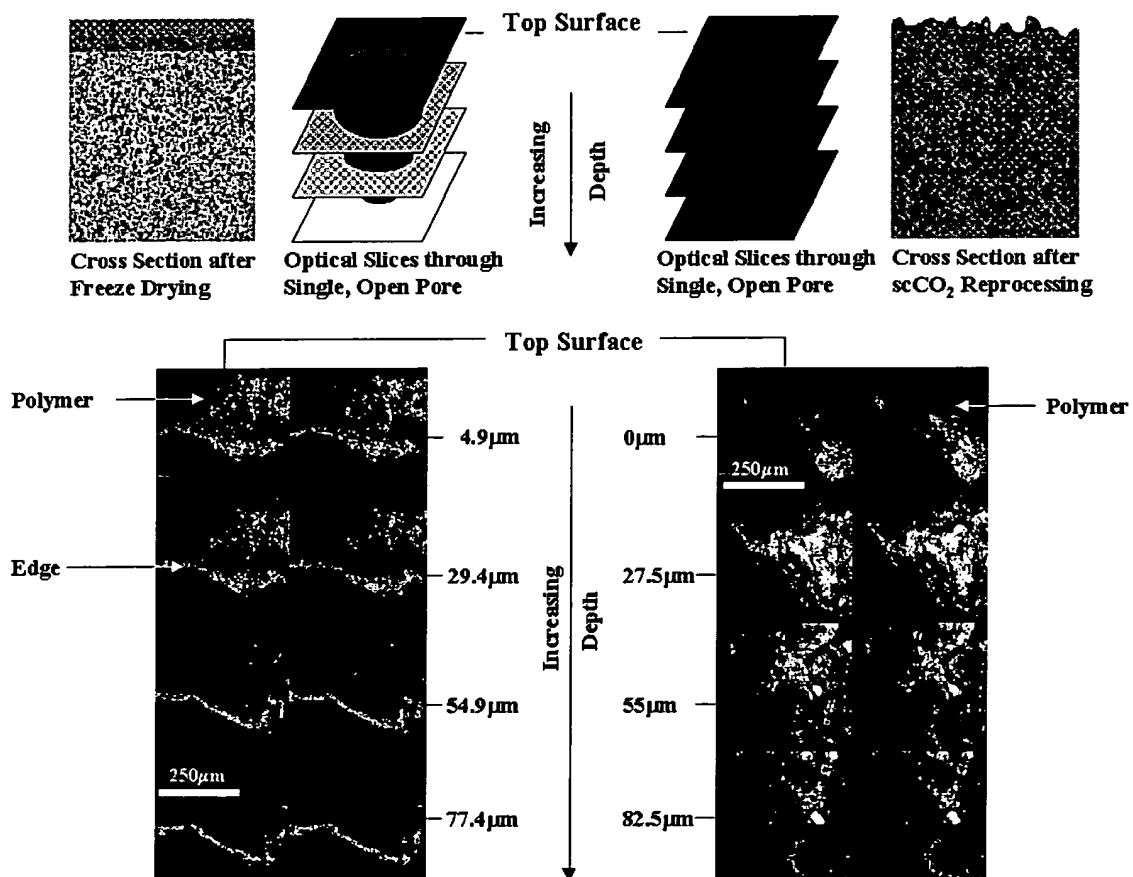 Top Surface
Increasing
Depth
Cross Section after
Freeze Drying
Optical Slices through
Single, Open Pore
Optical Slices through
Single, Open Pore
Cross Section after
scCO₂ Reprocessing
Top Surface
Polymer
Edge
4.9µm
29.4µm
54.9µm
77.4µm
250µm
Increasing
Depth
0µm
27.5µm
55µm
82.5µm
250µm
Polymer